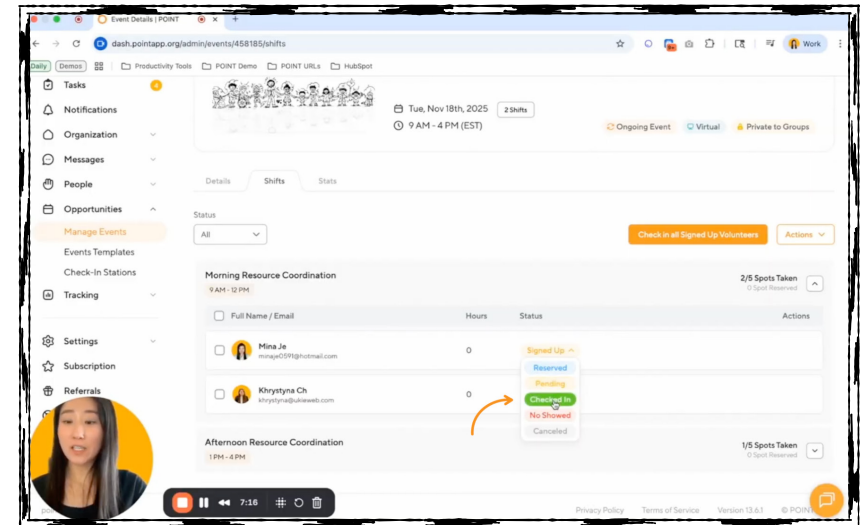 Event Details | POINT
dash.pointapp.org/admin/events/458185/shifts
Work
Daily
Demos
Productivity Tools
POINT Demo
POINT URLs
HubSpot
Tasks
Notifications
Organization
Messages
People
Opportunities
Manage Events
Events Templates
Check-In Stations
Tracking
Settings
Subscription
Referrals
Tue, Nov 18th, 2025
2 Shifts
9 AM - 4 PM (EST)
Ongoing Event
Virtual
Private to Groups
Details
Shifts
Stats
Status
All
Check in all Signed Up Volunteers
Actions
Morning Resource Coordination
9 AM - 12 PM
2/5 Spots Taken
0 Spot Reserved
Full Name / Email
Hours
Status
Actions
Mina Je
minaje0591@hotmail.com
0
Signed Up
Reserved
Pending
Checked In
No Showed
Canceled
Khrystyna Ch
khrystyna@ukieweb.com
0
Afternoon Resource Coordination
1 PM - 4 PM
1/5 Spots Taken
0 Spot Reserved
7:16
Privacy Policy
Terms of Service
Version 13.6.1
© POINT